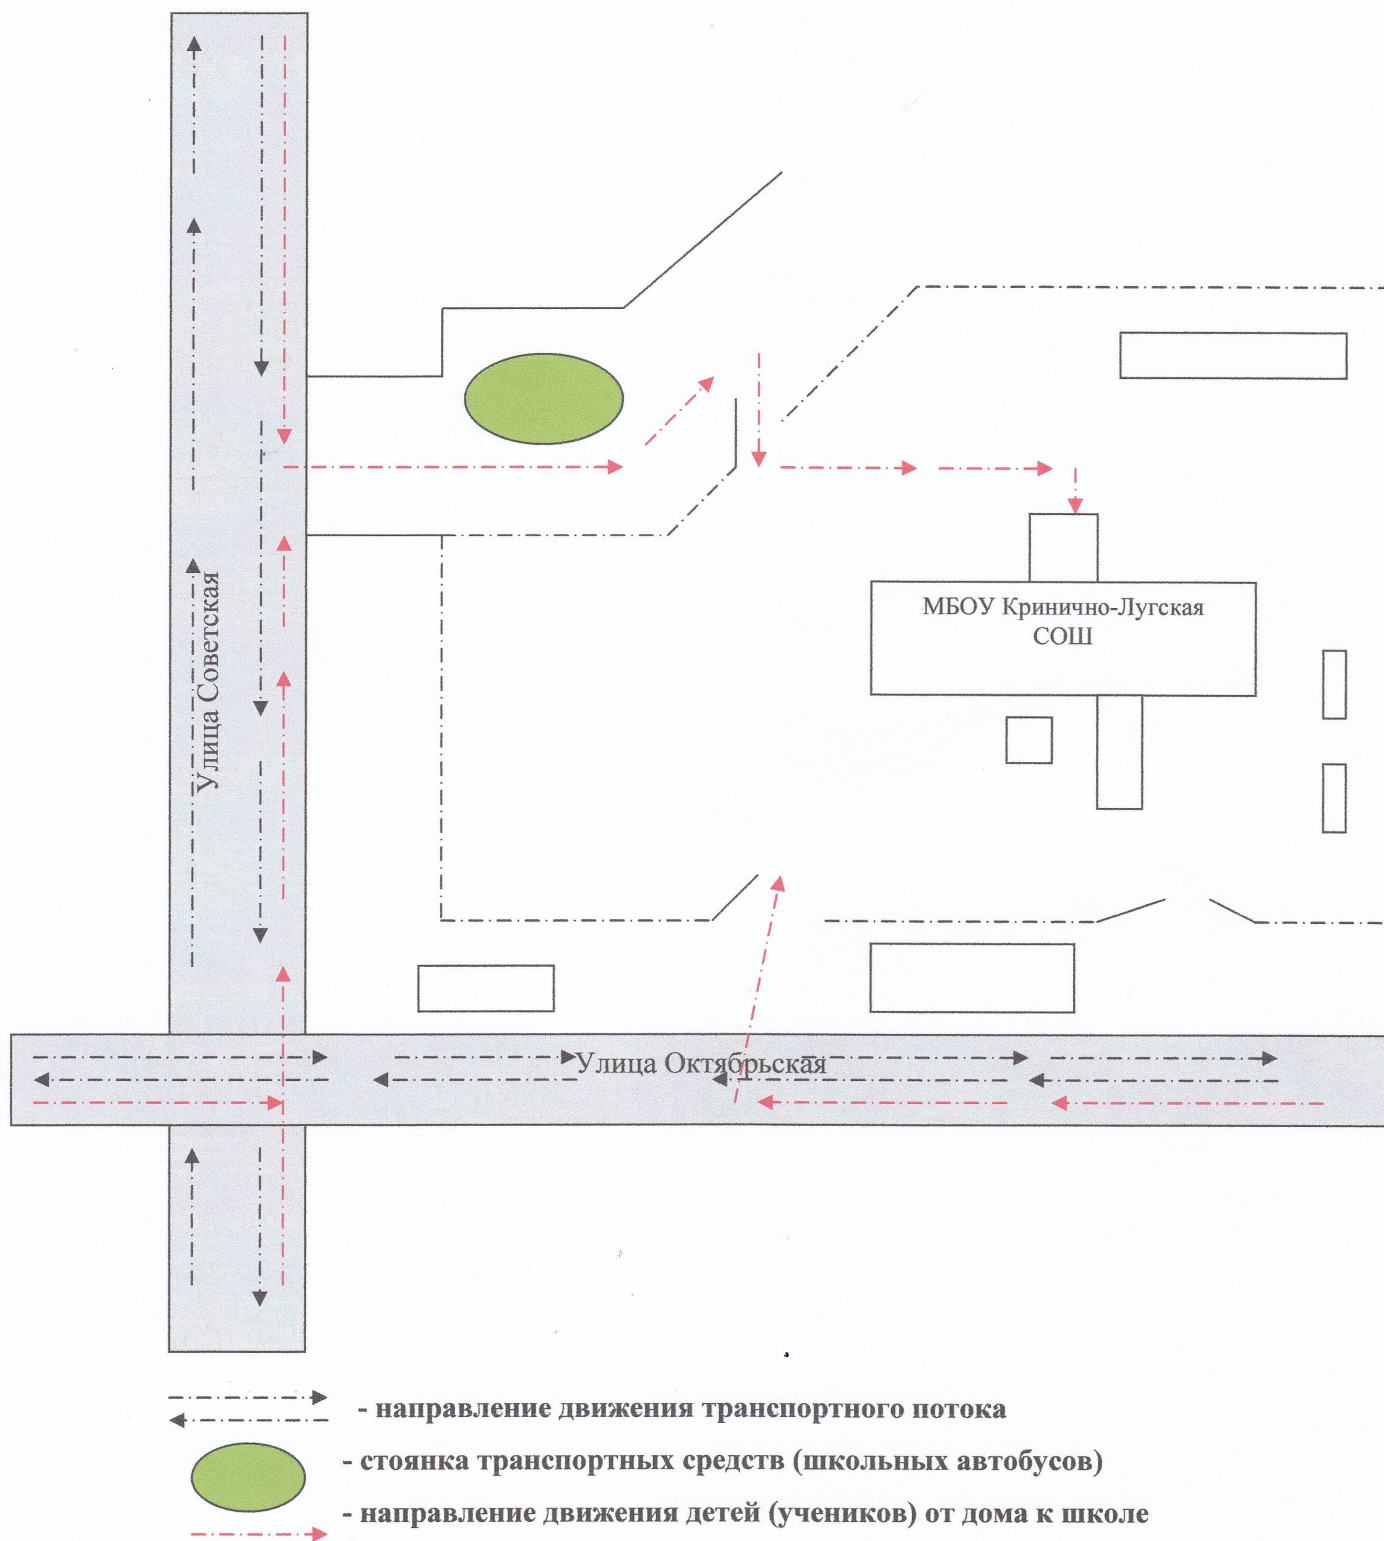 МБОУ Кринично-Лугская
СОШ
Улица Советская
Улица Октябрьская
- направление движения транспортного потока
- стоянка транспортных средств (школьных автобусов)
- направление движения детей (учеников) от дома к школе